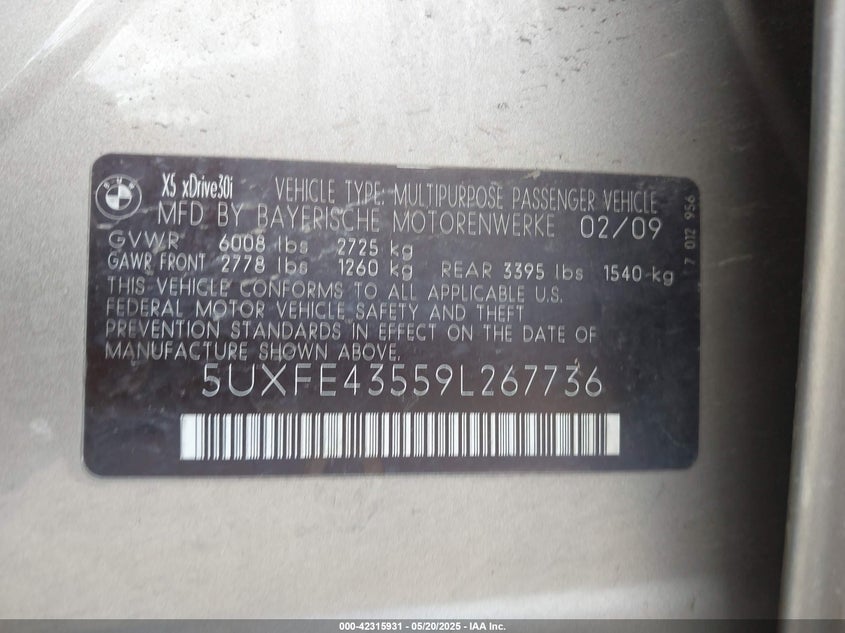 BMW
X5 xDrive30i VEHICLE TYPE: MULTIPURPOSE PASSENGER VEHICLE
MFD BY BAYERISCHE MOTORENWERKE 02/09
GVWR 6008 lbs 2725 kg
GAWR FRONT 2778 lbs 1260 kg REAR 3395 lbs 1540-kg
THIS VEHICLE CONFORMS TO ALL APPLICABLE U.S.
FEDERAL MOTOR VEHICLE SAFETY AND THEFT
PREVENTION STANDARDS IN EFFECT ON THE DATE OF
MANUFACTURE SHOWN ABOVE.
5UXFE43559L267736
7 012 956
000-42315931 - 05/20/2025 - IAA Inc.